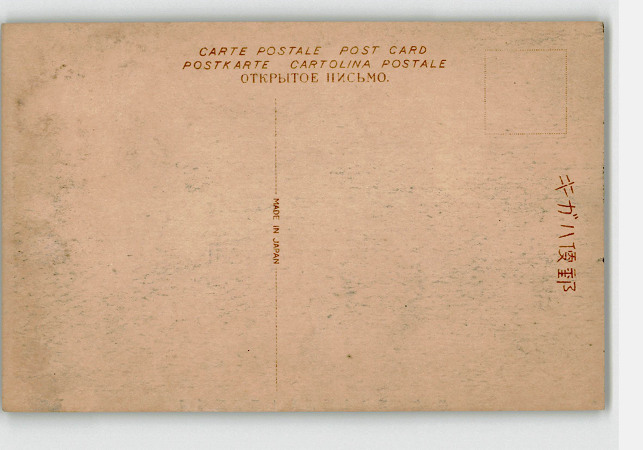 CARTE POSTALE POST CARD
POSTKARTE CARTOLINA POSTALE
ОТКРЫТОЕ ПИСЬМО.
MADE IN JAPAN
キガハ便郵